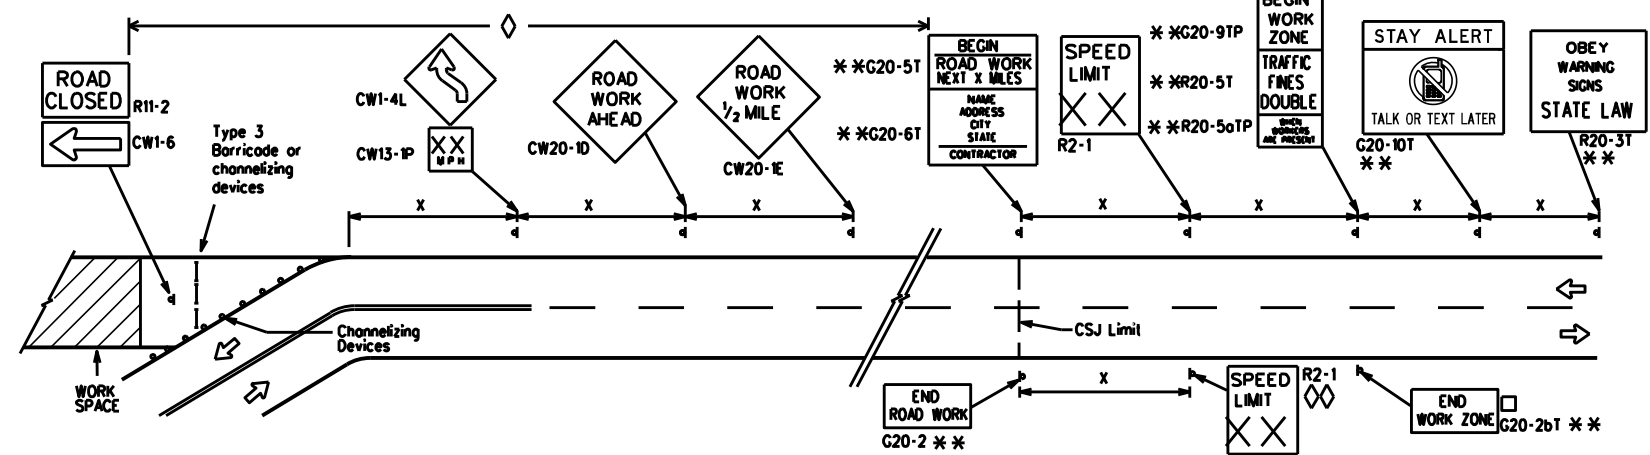 ROAD
CLOSED
R11-2
CW1-6
Type 3
Barricode or
channelizing
devices
CW1-4L
XX
MPH
CW13-1P
ROAD
WORK
AHEAD
CW20-1D
ROAD
WORK
1/2 MILE
CW20-1E
* *G20-5T
* *G20-6T
BEGIN
ROAD WORK
NEXT X MILES
NAME
ADDRESS
CITY
STATE
CONTRACTOR
SPEED
LIMIT
XX
R2-1
* *G20-9TP
* *R20-5T
* *R20-5aTP
BEGIN
WORK
ZONE
TRAFFIC
FINES
DOUBLE
WHEN
WORKERS
ARE PRESENT
STAY ALERT
TALK OR TEXT LATER
G20-10T
* *
OBEY
WARNING
SIGNS
STATE LAW
R20-3T
* *
X
X
X
X
X
X
X
Channelizing
Devices
WORK
SPACE
CSJ Limit
END
ROAD WORK
G20-2 * *
X
SPEED
LIMIT
XX
R2-1
END
WORK ZONE
G20-2bT * *